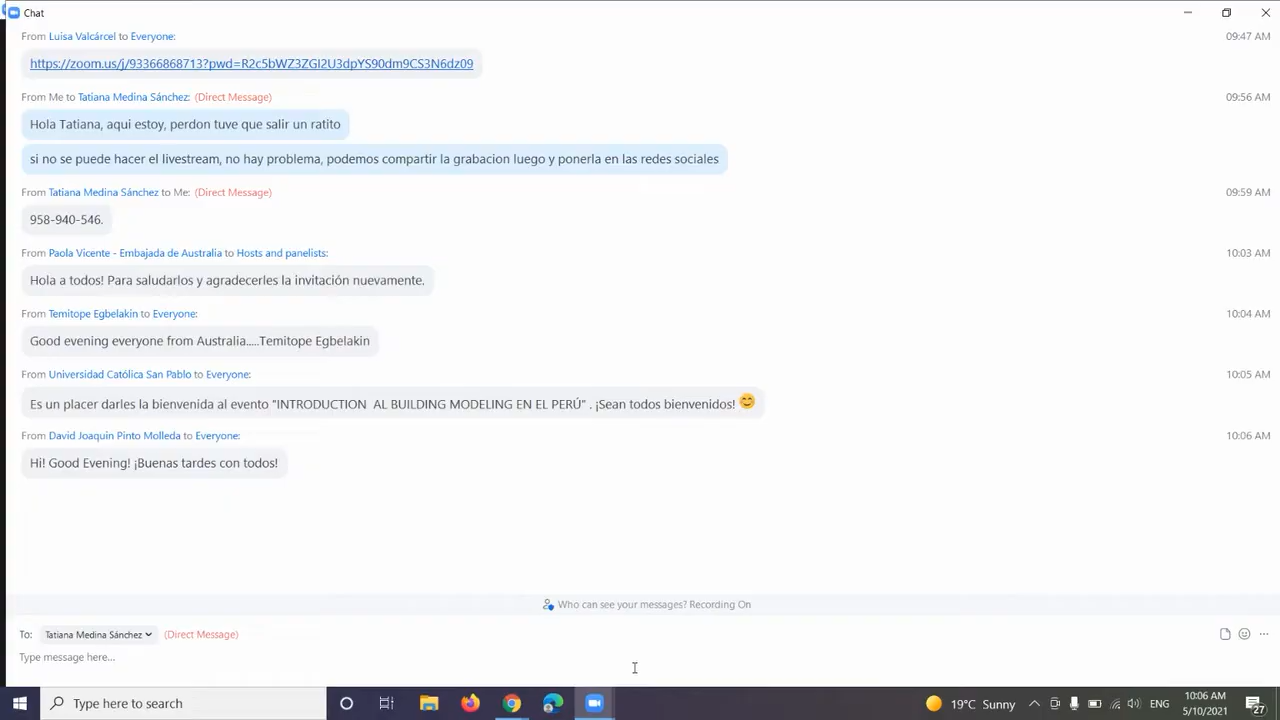 Chat
From Luisa Valcárcel to Everyone: 09:47 AM
https://zoom.us/j/93366868713?pwd=R2c5bWZ3ZGI2U3dpYS90dm9CS3N6dz09
From Me to Tatiana Medina Sánchez: (Direct Message) 09:56 AM
Hola Tatiana, aqui estoy, perdon tuve que salir un ratito
si no se puede hacer el livestream, no hay problema, podemos compartir la grabacion luego y ponerla en las redes sociales
From Tatiana Medina Sánchez to Me: (Direct Message) 09:59 AM
958-940-546.
From Paola Vicente - Embajada de Australia to Hosts and panelists: 10:03 AM
Hola a todos! Para saludarlos y agradecerles la invitación nuevamente.
From Temitope Egbelakin to Everyone: 10:04 AM
Good evening everyone from Australia.....Temitope Egbelakin
From Universidad Católica San Pablo to Everyone: 10:05 AM
Es un placer darles la bienvenida al evento "INTRODUCTION  AL BUILDING MODELING EN EL PERÚ" . ¡Sean todos bienvenidos! 😊
From David Joaquin Pinto Molleda to Everyone: 10:06 AM
Hi! Good Evening! ¡Buenas tardes con todos!
Who can see your messages? Recording On
To: Tatiana Medina Sánchez (Direct Message)
Type message here...
Type here to search 19°C Sunny ENG 10:06 AM
5/10/2021 27